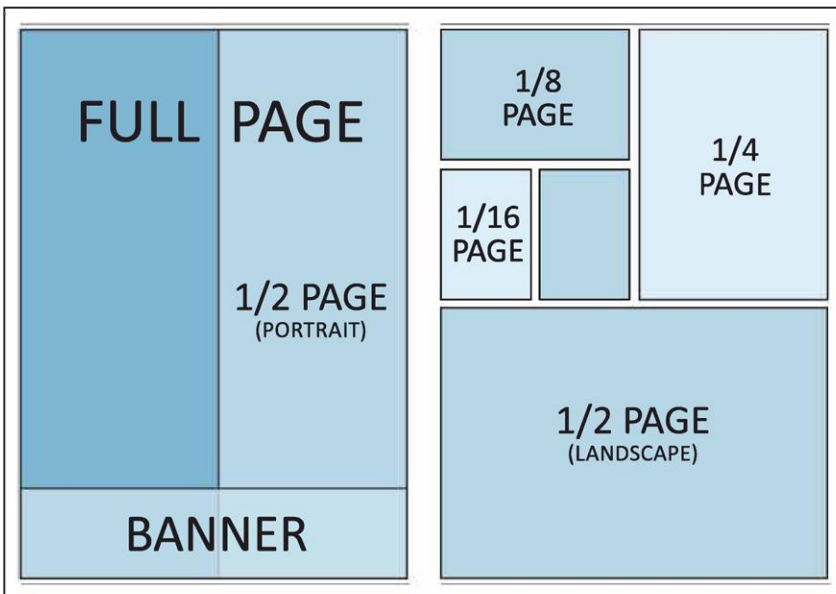 FULL PAGE
1/2 PAGE
(PORTRAIT)
BANNER
1/8
PAGE
1/4
PAGE
1/16
PAGE
1/2 PAGE
(LANDSCAPE)